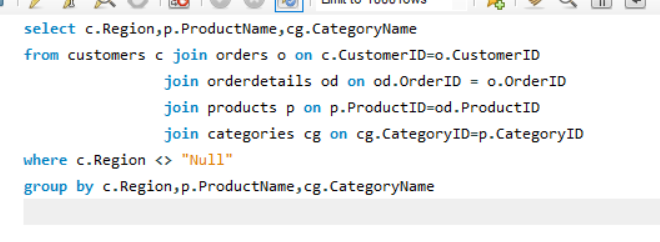 select c.Region,p.ProductName,cg.CategoryName
from customers c join orders o on c.CustomerID=o.CustomerID
join orderdetails od on od.OrderID = o.OrderID
join products p on p.ProductID=od.ProductID
join categories cg on cg.CategoryID=p.CategoryID
where c.Region <> "Null"
group by c.Region,p.ProductName,cg.CategoryName